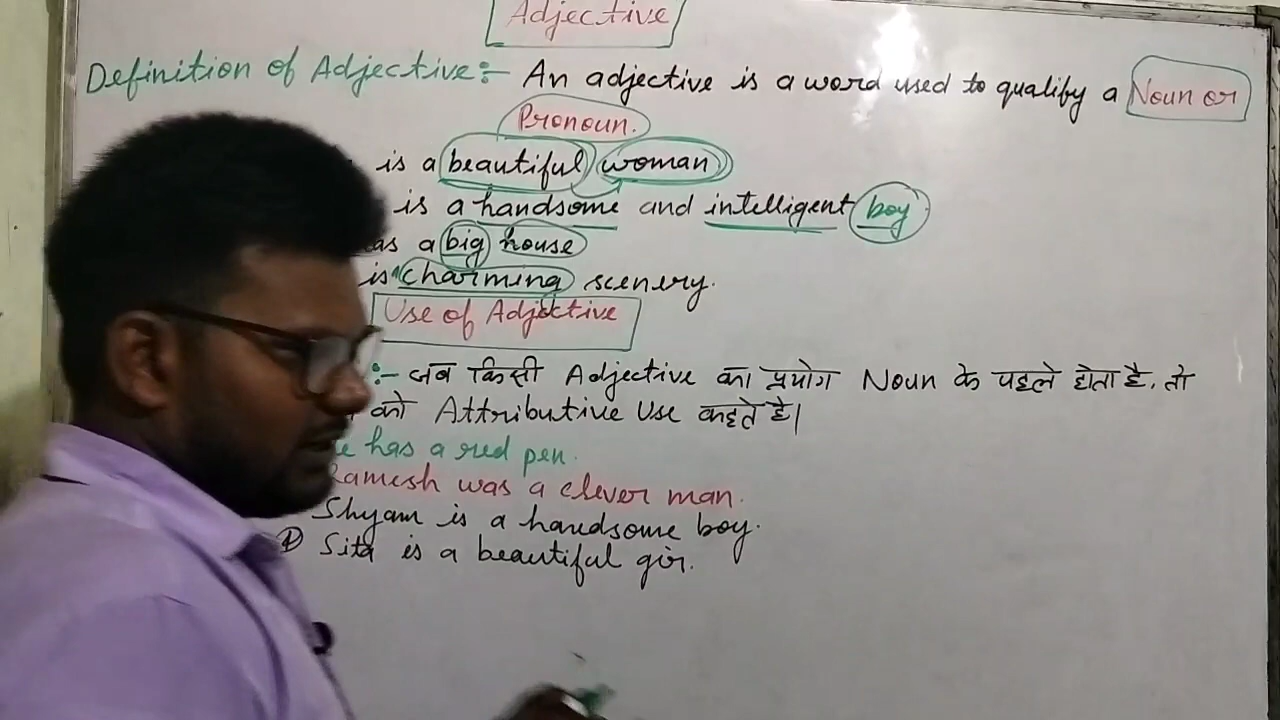 Adjective
Definition of Adjective:- An adjective is a word used to qualify a Noun or
Pronoun.
is a beautiful woman
is a handsome and intelligent boy
a big house
is charming scenery.
Use of Adjective
:- जब किसी Adjective का प्रयोग Noun के पहले होता है, तो
को Attributive Use कहते है।
has a red pen.
Ramesh was a clever man.
Shyam is a handsome boy.
Sita is a beautiful gir.